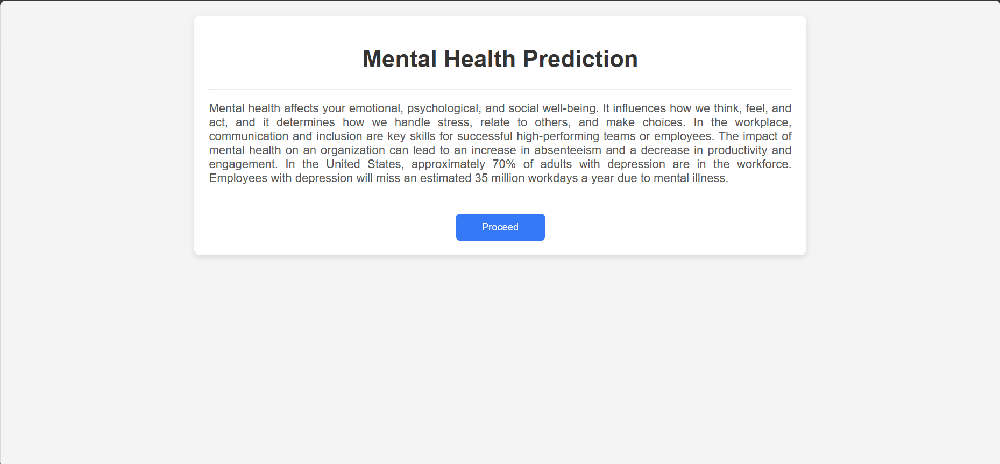 Mental Health Prediction
Mental health affects your emotional, psychological, and social well-being. It influences how we think, feel, and
act, and it determines how we handle stress, relate to others, and make choices. In the workplace,
communication and inclusion are key skills for successful high-performing teams or employees. The impact of
mental health on an organization can lead to an increase in absenteeism and a decrease in productivity and
engagement. In the United States, approximately 70% of adults with depression are in the workforce.
Employees with depression will miss an estimated 35 million workdays a year due to mental illness.
Proceed